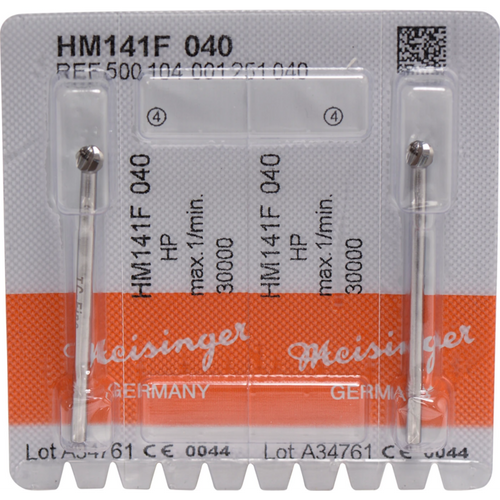 HM141F 040
REF 500 104 001 251 040
4
4
HM141F 040
HP
max.1/min.
30000
HM141F 040
HP
max.1/min.
30000
Meisinger
GERMANY
Meisinger
GERMANY
Lot A34761 CE 0044
Lot A34761 CE 0044